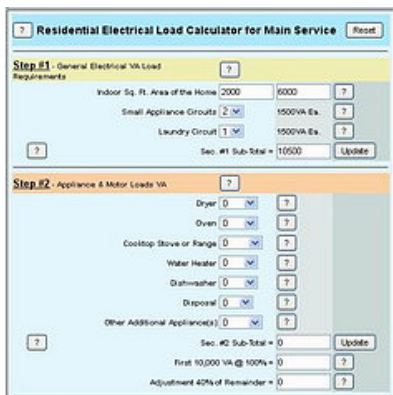 ? Residential Electrical Load Calculator for Main Service Reset
Step #1 - General Electrical VA Load Requirements ?
Indoor Sq. Ft. Area of the Home 2000 6000 ?
Small Appliance Circuits 2 1500VA Ea. ?
Laundry Circuit 1 1500VA Ea. ?
? Sec. #1 Sub-Total = 10500 Update
Step #2 - Appliance & Motor Loads VA ?
Dryer 0 ?
Oven 0 ?
Cooktop Stove or Range 0 ?
Water Heater 0 ?
Dishwasher 0 ?
Disposal 0 ?
Other Additional Appliance(s) 0 ?
? Sec. #2 Sub-Total = 0 Update
First 10,000 VA @ 100% = 0 ?
Adjustment 40% of Remainder = 0 ?